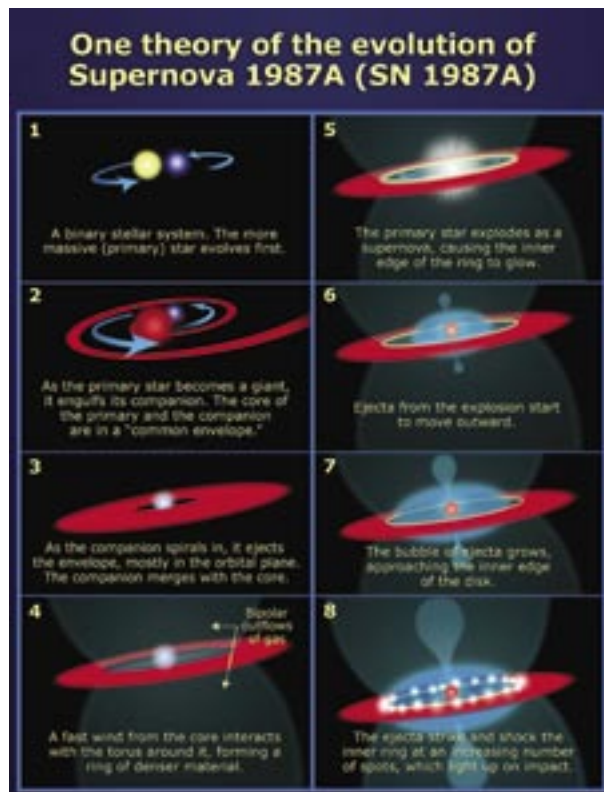 One theory of the evolution of
Supernova 1987A (SN 1987A)
1
A binary stellar system. The more
massive (primary) star evolves first.
2
As the primary star becomes a giant,
it engulfs its companion. The core of
the primary and the companion
are in a "common envelope."
3
As the companion spirals in, it ejects
the envelope, mostly in the orbital plane.
The companion merges with the core.
4
Bipolar
outflows
of gas
A fast wind from the core interacts
with the torus around it, forming a
ring of denser material.
5
The primary star explodes as a
supernova, causing the inner
edge of the ring to glow.
6
Ejecta from the explosion start
to move outward.
7
The bubble of ejecta grows,
approaching the inner edge
of the disk.
8
The ejecta strike and shock the
inner ring at an increasing number
of spots, which light up on impact.